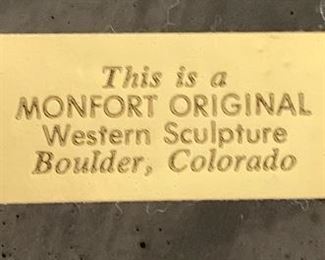 This is a
MONFORT ORIGINAL
Western Sculpture
Boulder, Colorado